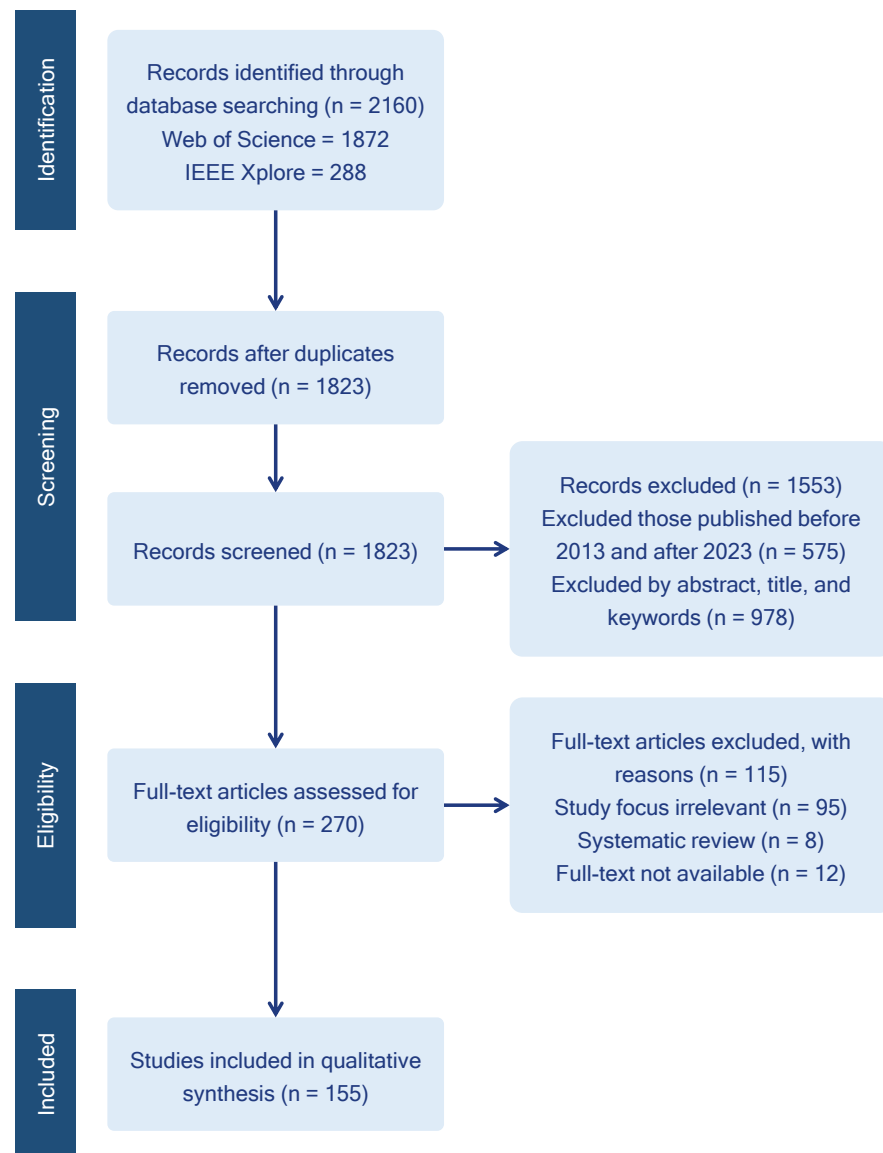 Identification
Records identified through
database searching (n = 2160)
Web of Science = 1872
IEEE Xplore = 288
Screening
Records after duplicates
removed (n = 1823)
Records screened (n = 1823)
Records excluded (n = 1553)
Excluded those published before
2013 and after 2023 (n = 575)
Excluded by abstract, title, and
keywords (n = 978)
Eligibility
Full-text articles assessed for
eligibility (n = 270)
Full-text articles excluded, with
reasons (n = 115)
Study focus irrelevant (n = 95)
Systematic review (n = 8)
Full-text not available (n = 12)
Included
Studies included in qualitative
synthesis (n = 155)